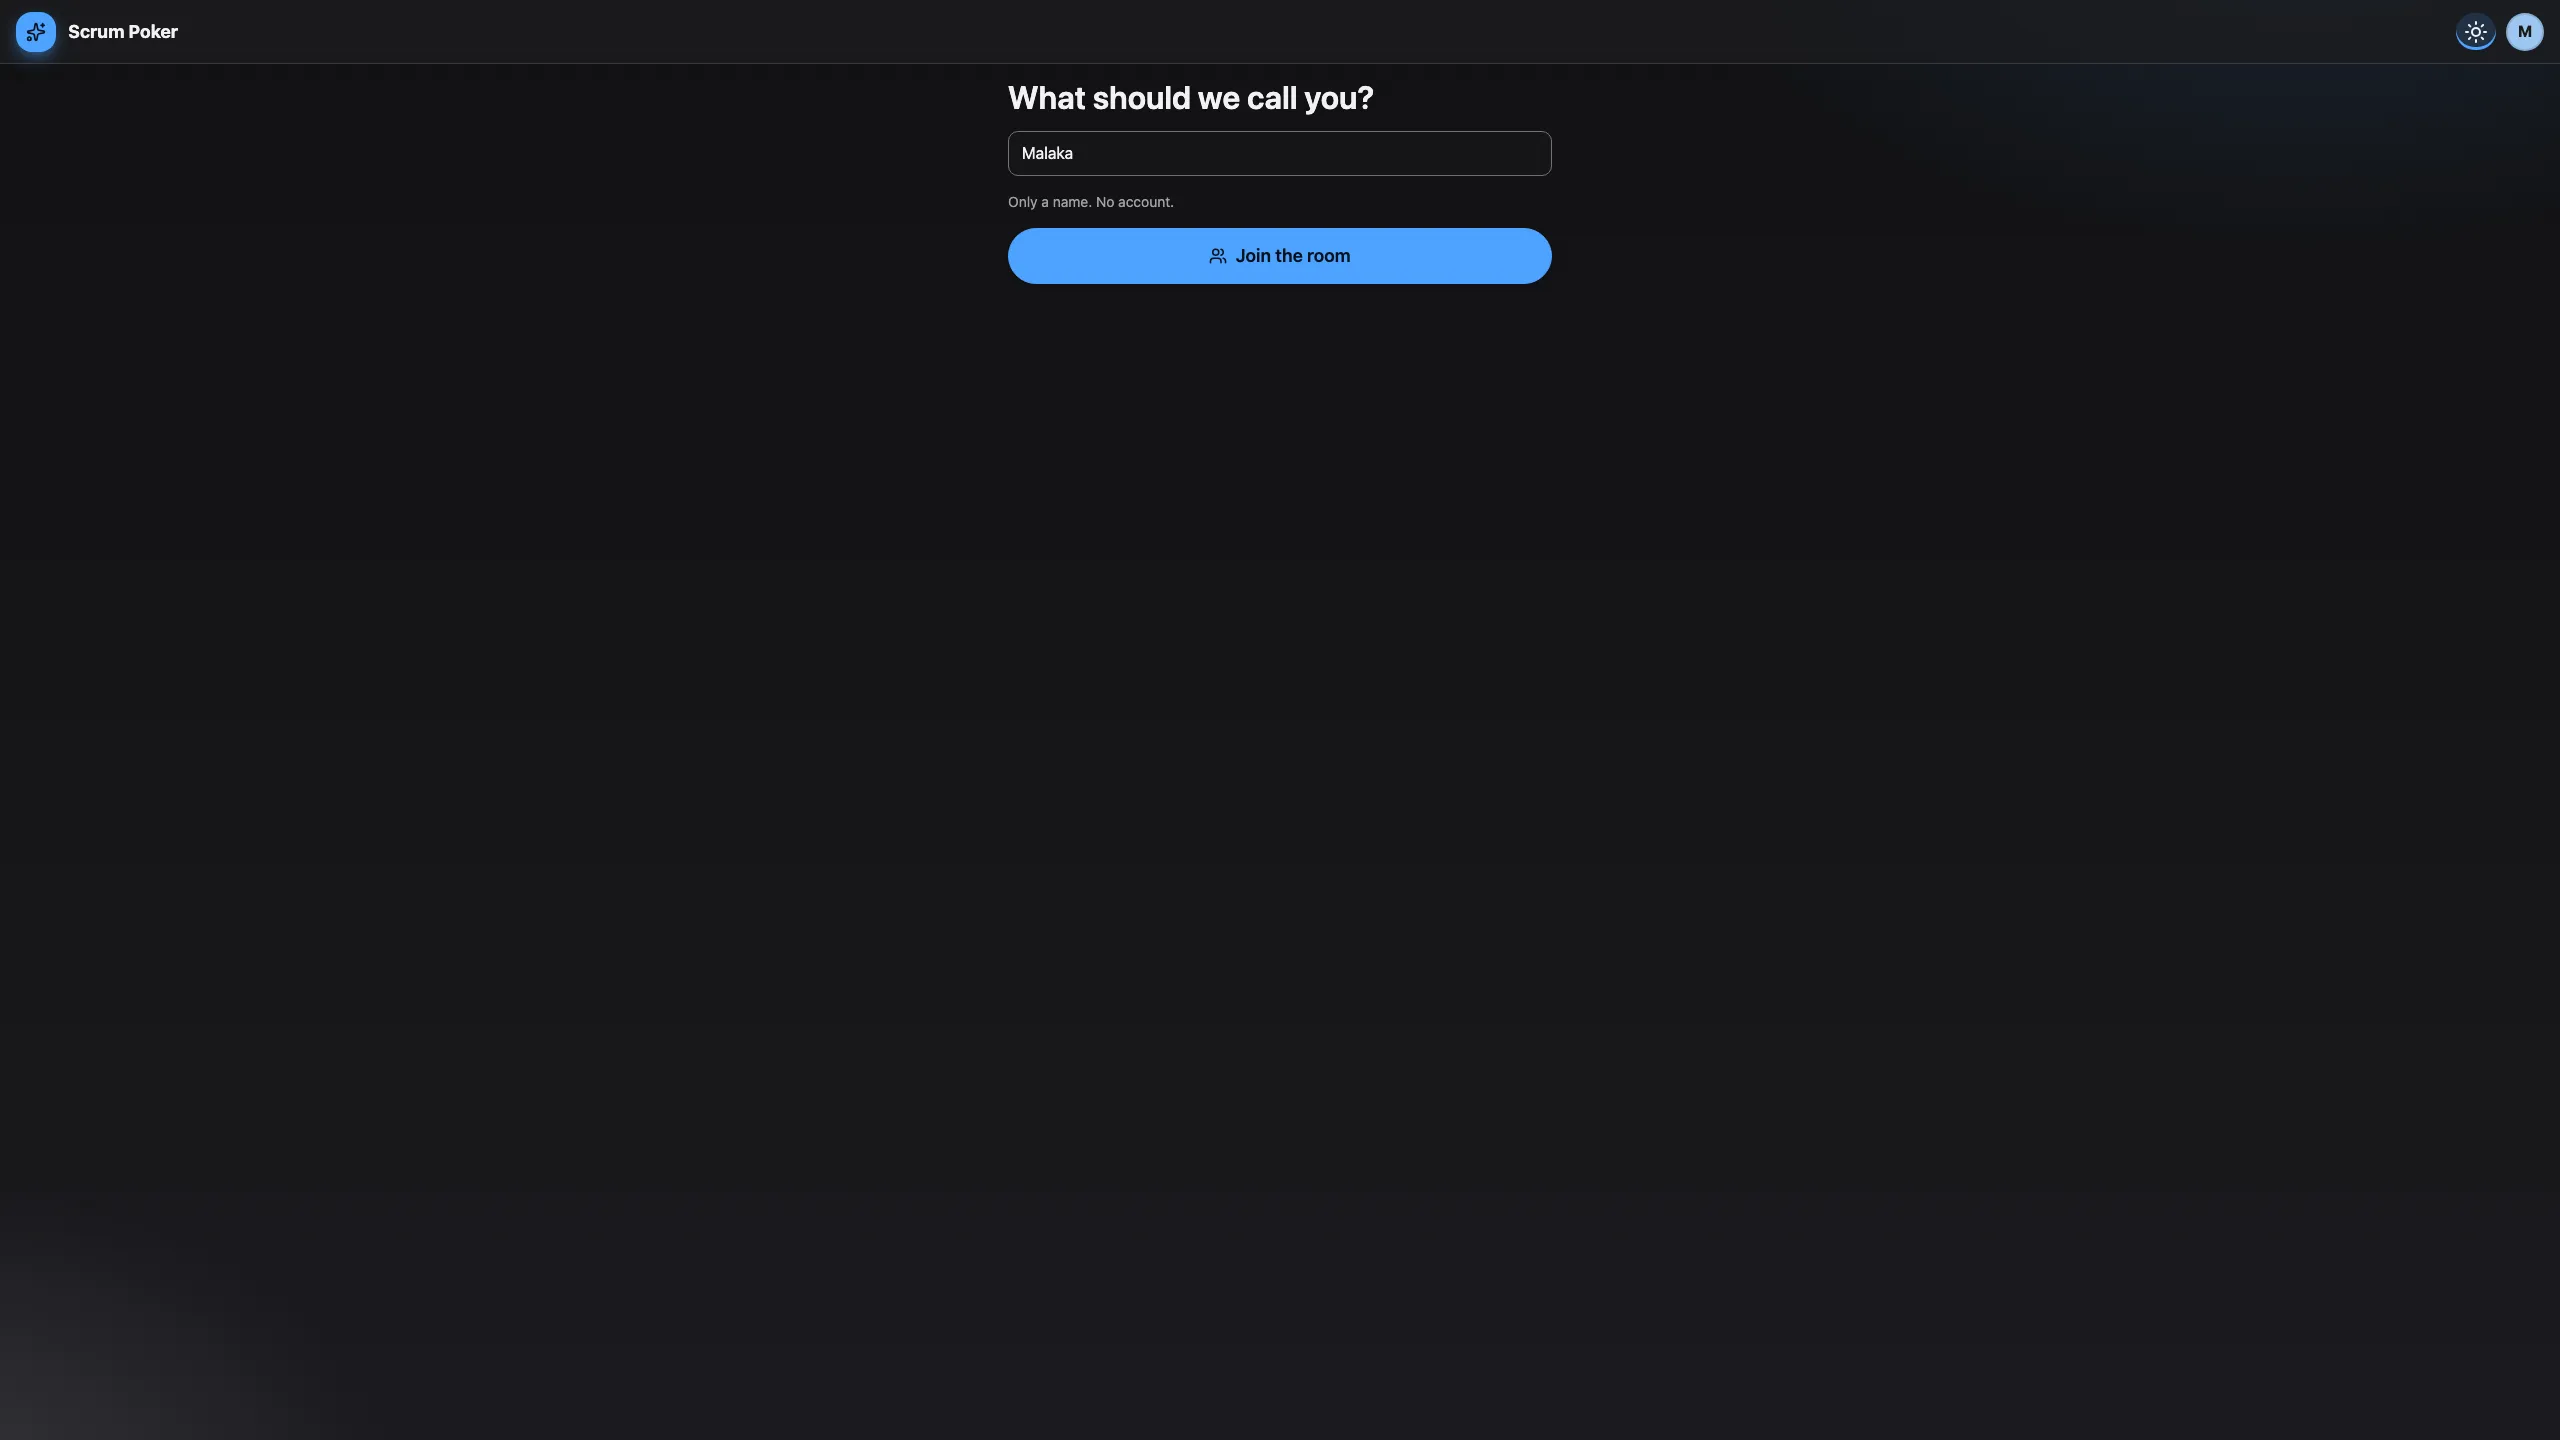 Scrum Poker
M
What should we call you?
Malaka
Only a name. No account.
Join the room